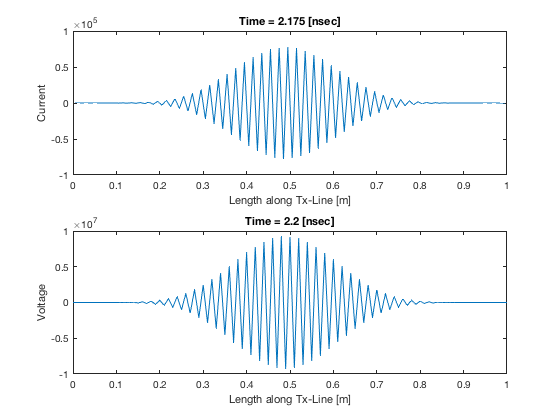 Time = 2.175 [nsec]
×10^5
1
0.5
0
-0.5
-1
Current
0 0.1 0.2 0.3 0.4 0.5 0.6 0.7 0.8 0.9 1
Length along Tx-Line [m]
Time = 2.2 [nsec]
×10^7
1
0.5
0
-0.5
-1
Voltage
0 0.1 0.2 0.3 0.4 0.5 0.6 0.7 0.8 0.9 1
Length along Tx-Line [m]